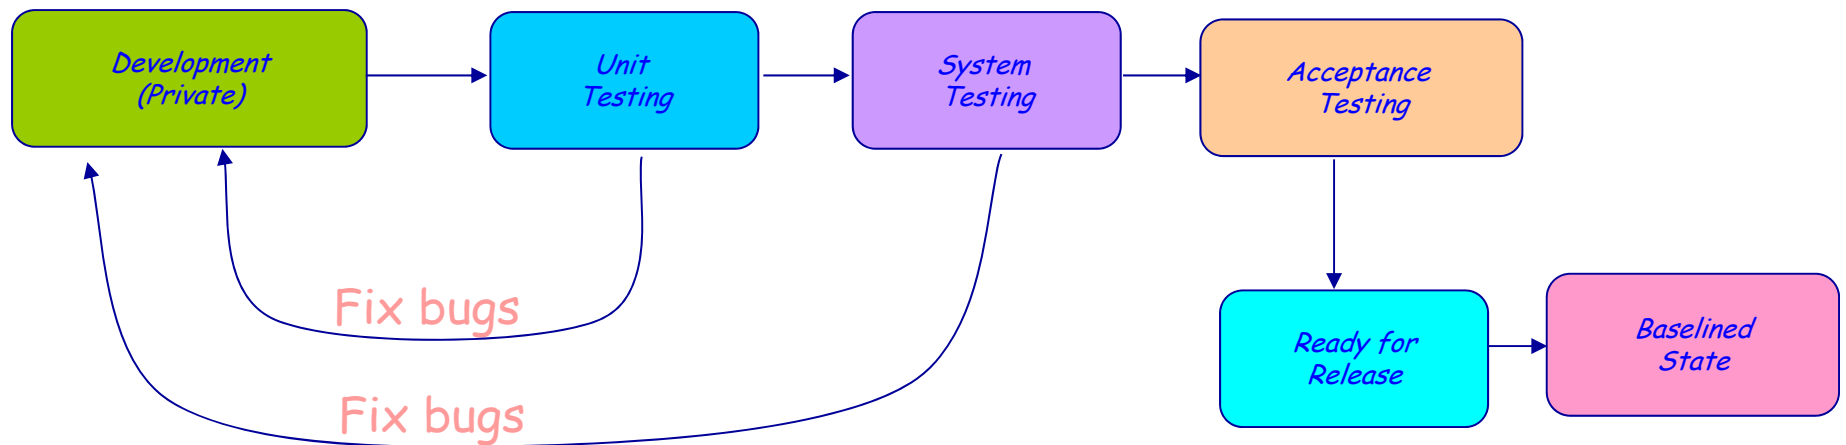 Development
(Private)
Unit
Testing
System
Testing
Acceptance
Testing
Fix bugs
Ready for
Release
Baselined
State
Fix bugs